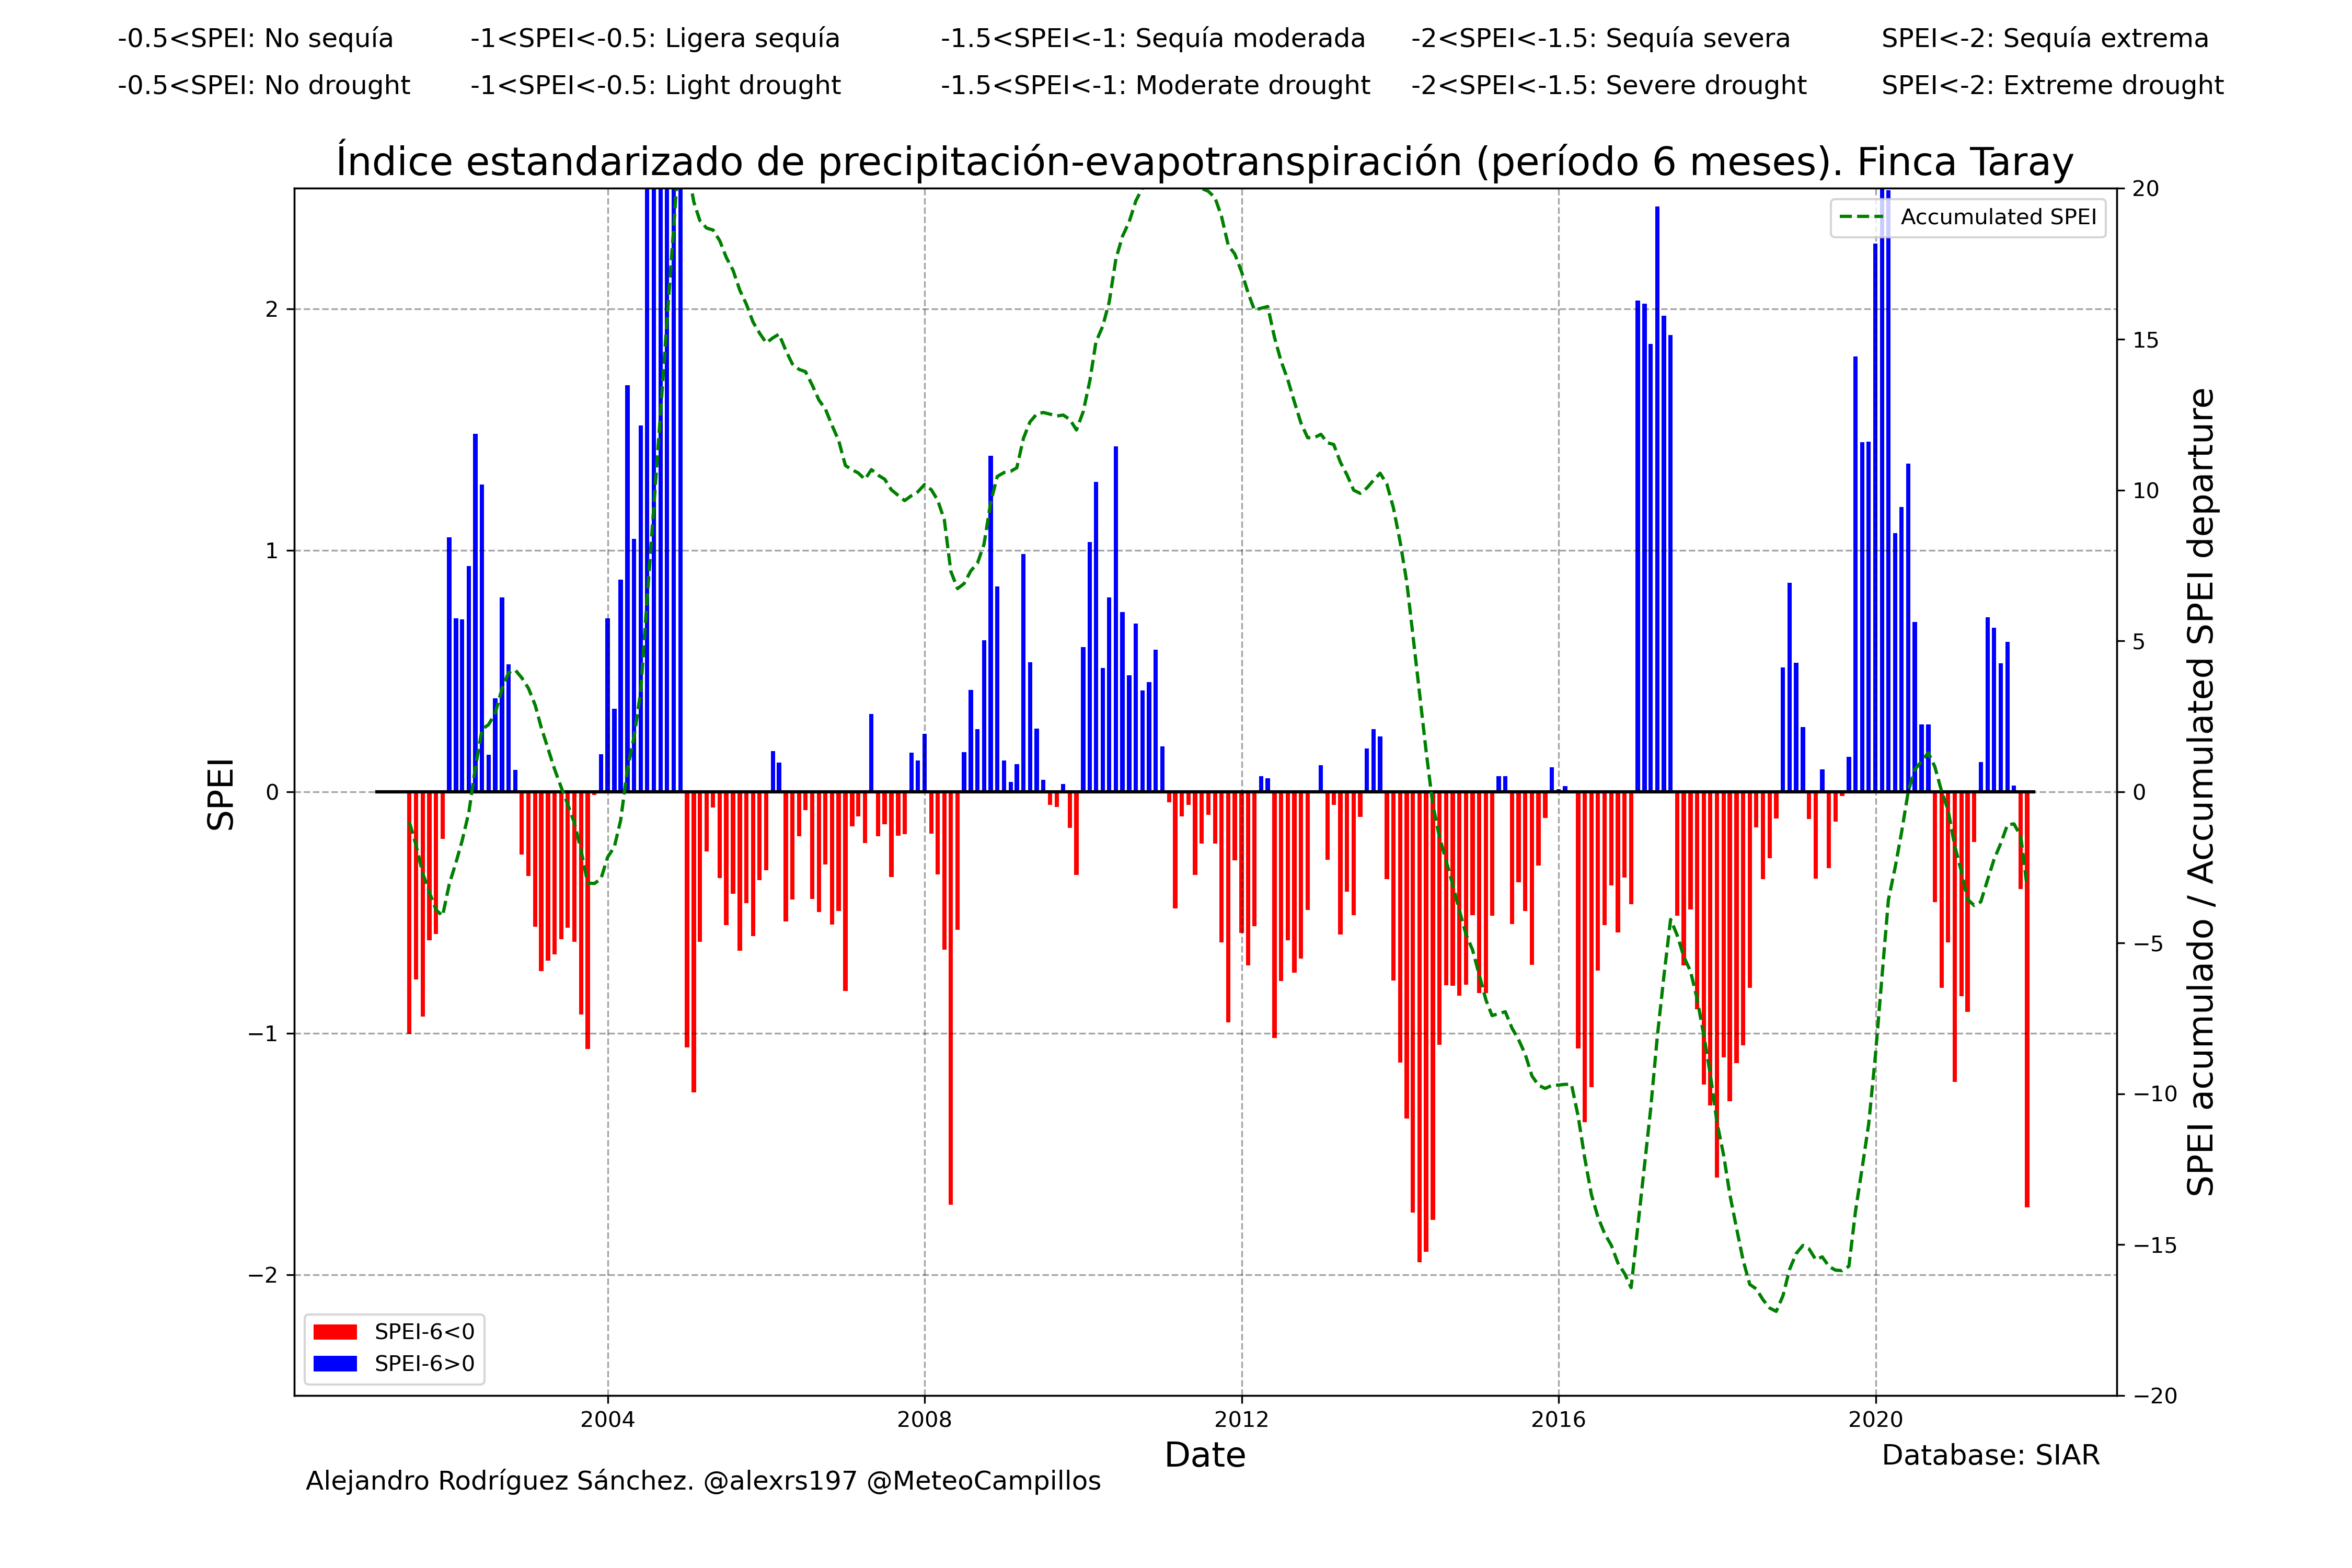 -0.5<SPEI: No sequía -1<SPEI<-0.5: Ligera sequía -1.5<SPEI<-1: Sequía moderada -2<SPEI<-1.5: Sequía severa SPEI<-2: Sequía extrema
-0.5<SPEI: No drought -1<SPEI<-0.5: Light drought -1.5<SPEI<-1: Moderate drought -2<SPEI<-1.5: Severe drought SPEI<-2: Extreme drought
Índice estandarizado de precipitación-evapotranspiración (período 6 meses). Finca Taray
Accumulated SPEI
SPEI
2
1
0
−1
−2
20
15
10
5
0
−5
−10
−15
−20
SPEI acumulado / Accumulated SPEI departure
SPEI-6<0
SPEI-6>0
2004 2008 2012 2016 2020
Date
Database: SIAR
Alejandro Rodríguez Sánchez. @alexrs197 @MeteoCampillos